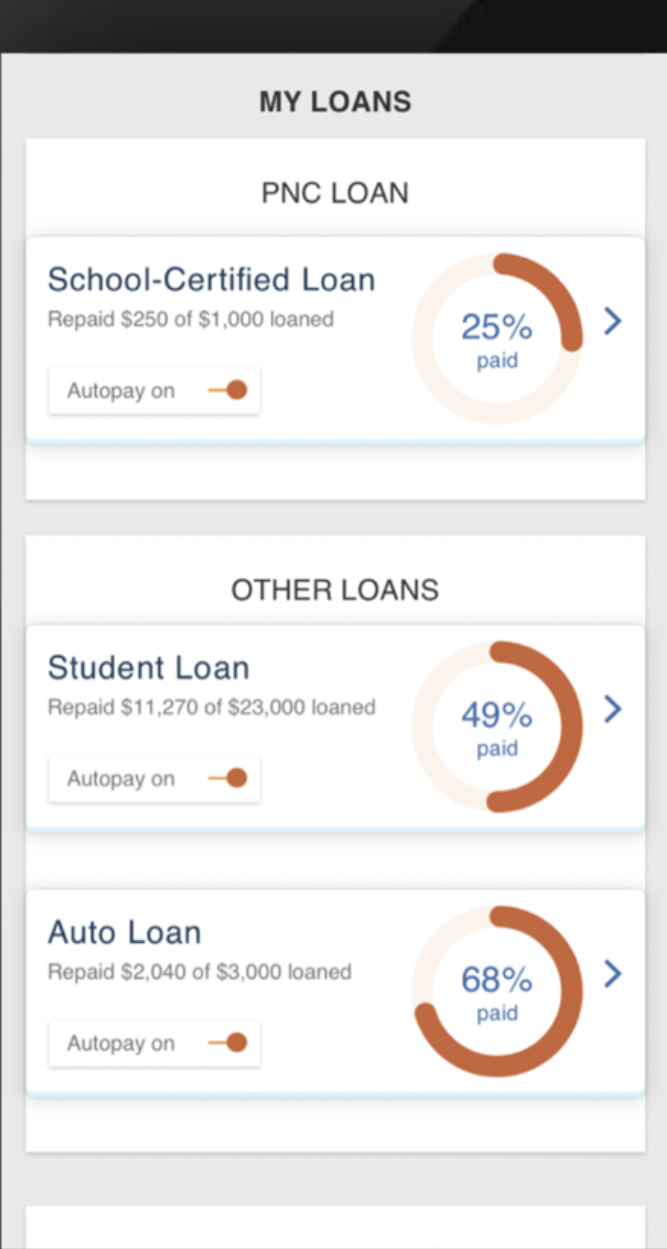 MY LOANS
PNC LOAN
School-Certified Loan
Repaid $250 of $1,000 loaned
25%
paid
Autopay on
OTHER LOANS
Student Loan
Repaid $11,270 of $23,000 loaned
49%
paid
Autopay on
Auto Loan
Repaid $2,040 of $3,000 loaned
68%
paid
Autopay on